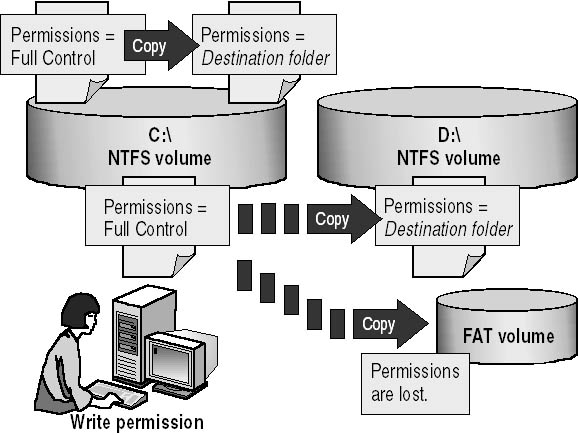 Permissions =
Full Control
Copy
Permissions =
Destination folder
C:\
NTFS volume
D:\
NTFS volume
Permissions =
Full Control
Copy
Permissions =
Destination folder
Copy
FAT volume
Permissions
are lost.
Write permission